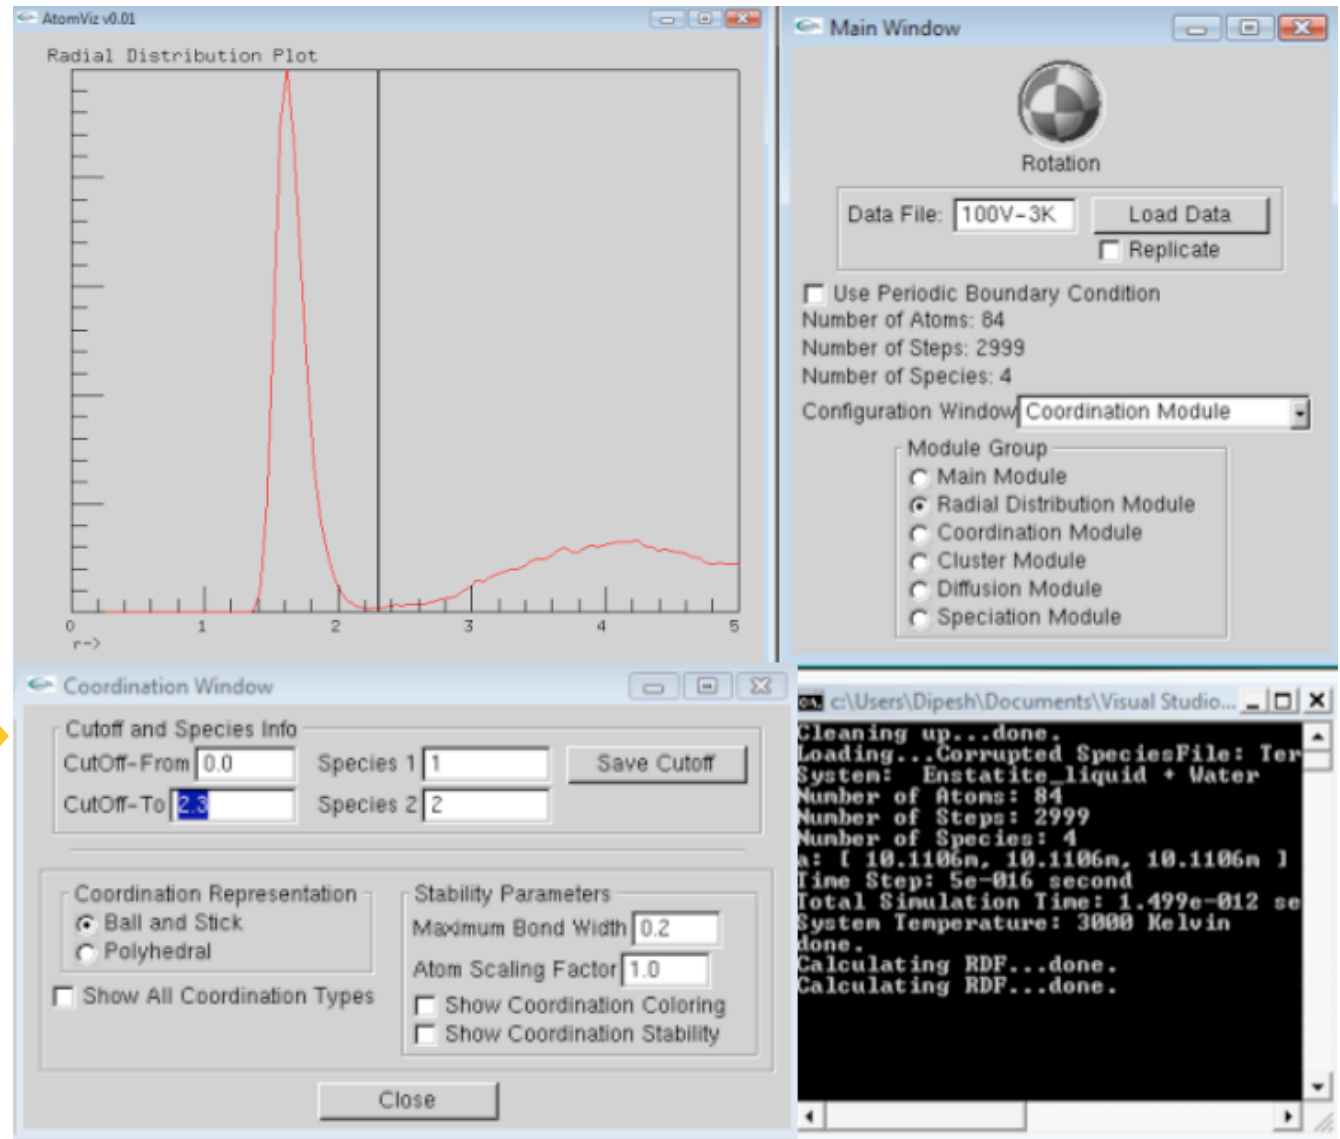 AtomViz v0.01
Radial Distribution Plot
0 1 2 3 4 5
r->
Main Window
Rotation
Data File: 100V-3K Load Data
Replicate
Use Periodic Boundary Condition
Number of Atoms: 84
Number of Steps: 2999
Number of Species: 4
Configuration Window Coordination Module
Module Group
Main Module
Radial Distribution Module
Coordination Module
Cluster Module
Diffusion Module
Speciation Module
Coordination Window
Cutoff and Species Info
CutOff-From 0.0 Species 1 1 Save Cutoff
CutOff-To 2.3 Species 2 2
Coordination Representation
Ball and Stick
Polyhedral
Show All Coordination Types
Stability Parameters
Maximum Bond Width 0.2
Atom Scaling Factor 1.0
Show Coordination Coloring
Show Coordination Stability
Close
c:\Users\Dipesh\Documents\Visual Studio...
Cleaning up...done.
Loading...Corrupted SpeciesFile: Ter
System: Enstatite_liquid + Water
Number of Atoms: 84
Number of Steps: 2999
Number of Species: 4
a: [ 10.1106m, 10.1106m, 10.1106m ]
Time Step: 5e-016 second
Total Simulation Time: 1.499e-012 se
System Temperature: 3000 Kelvin
done.
Calculating RDF...done.
Calculating RDF...done.